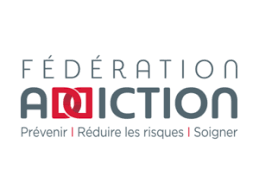 FÉDÉRATION
ADDICTION
Prévenir I Réduire les risques I Soigner